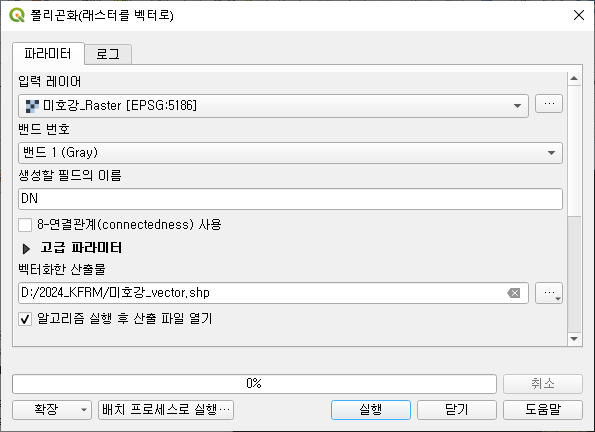 폴리곤화(래스터를 벡터로)
파라미터 로그
입력 레이어
미호강_Raster [EPSG:5186] …
밴드 번호
밴드 1 (Gray)
생성할 필드의 이름
DN
8-연결관계(connectedness) 사용
고급 파라미터
벡터화한 산출물
D:/2024_KFRM/미호강_vector.shp …
알고리즘 실행 후 산출 파일 열기
0% 취소
확장 배치 프로세스로 실행… 실행 닫기 도움말